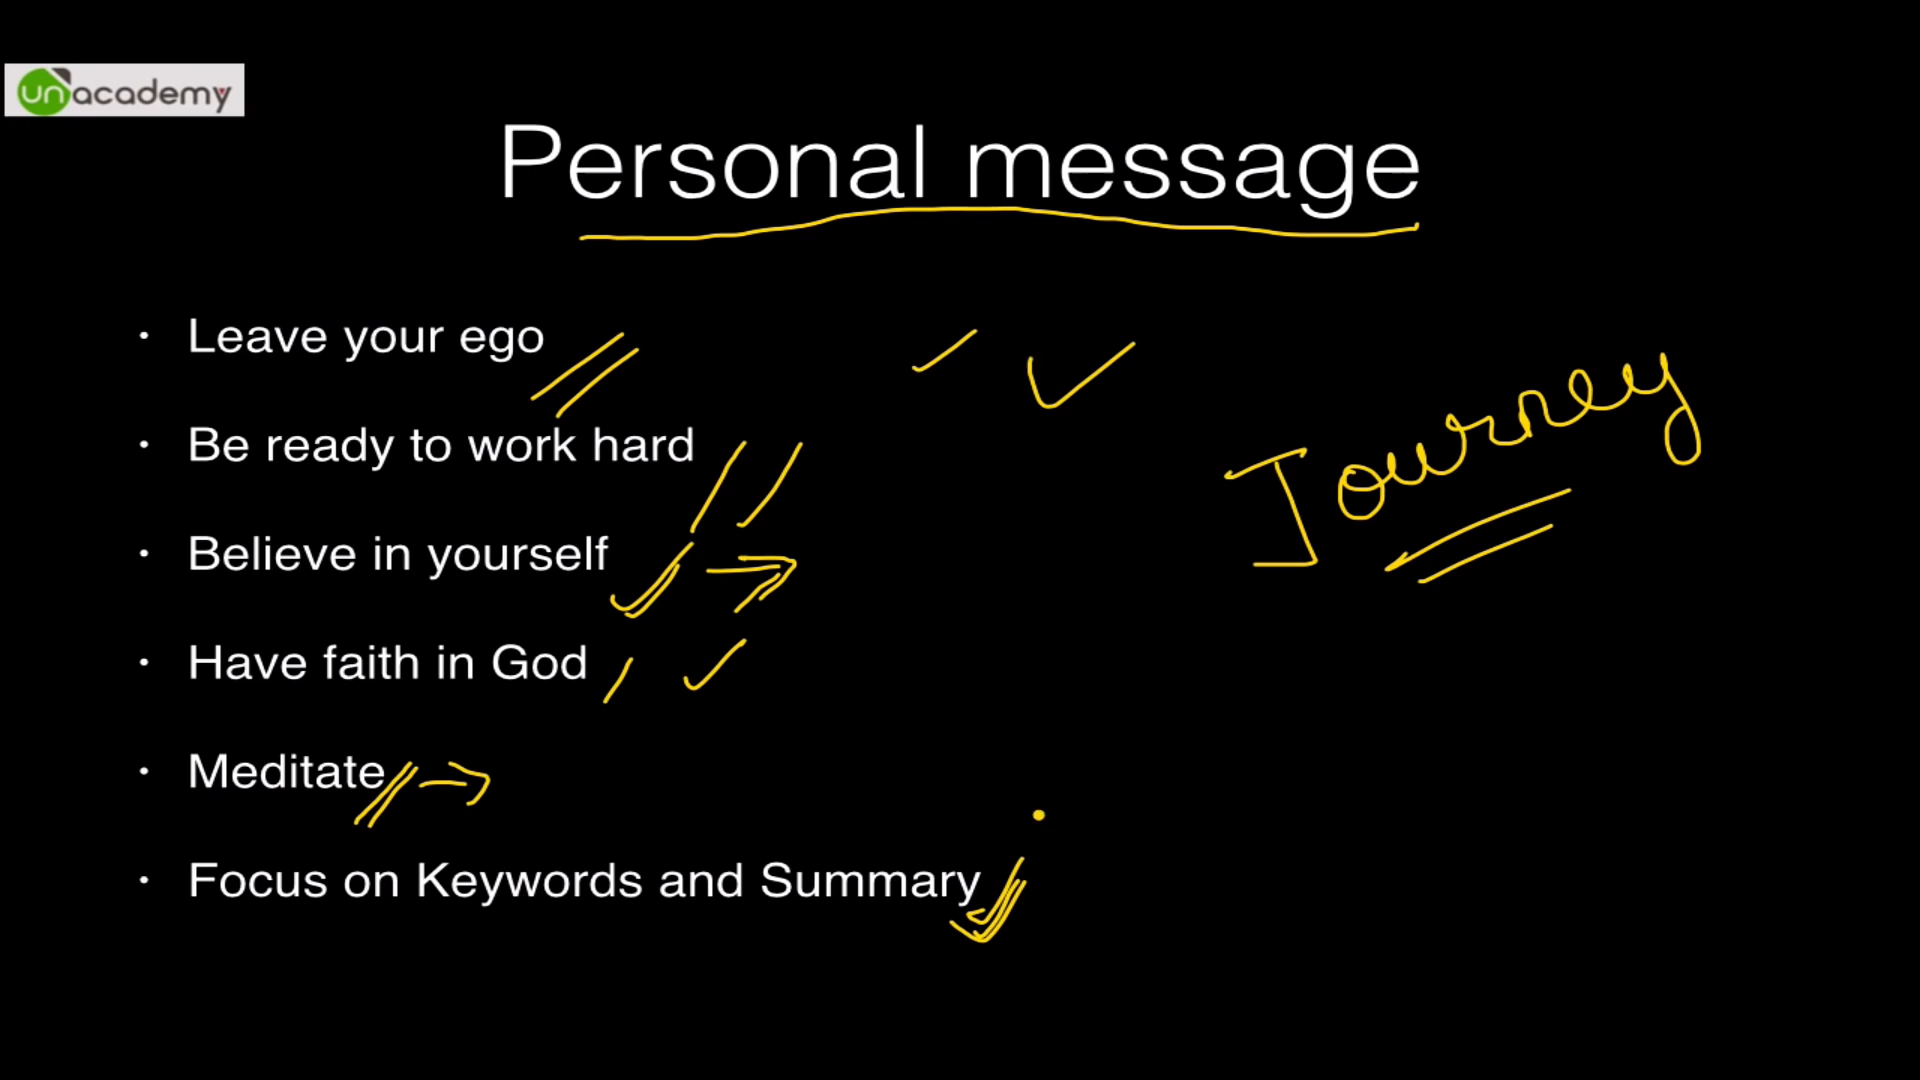 unacademy
Personal message
• Leave your ego
• Be ready to work hard
• Believe in yourself
• Have faith in God
• Meditate
• Focus on Keywords and Summary
Journey